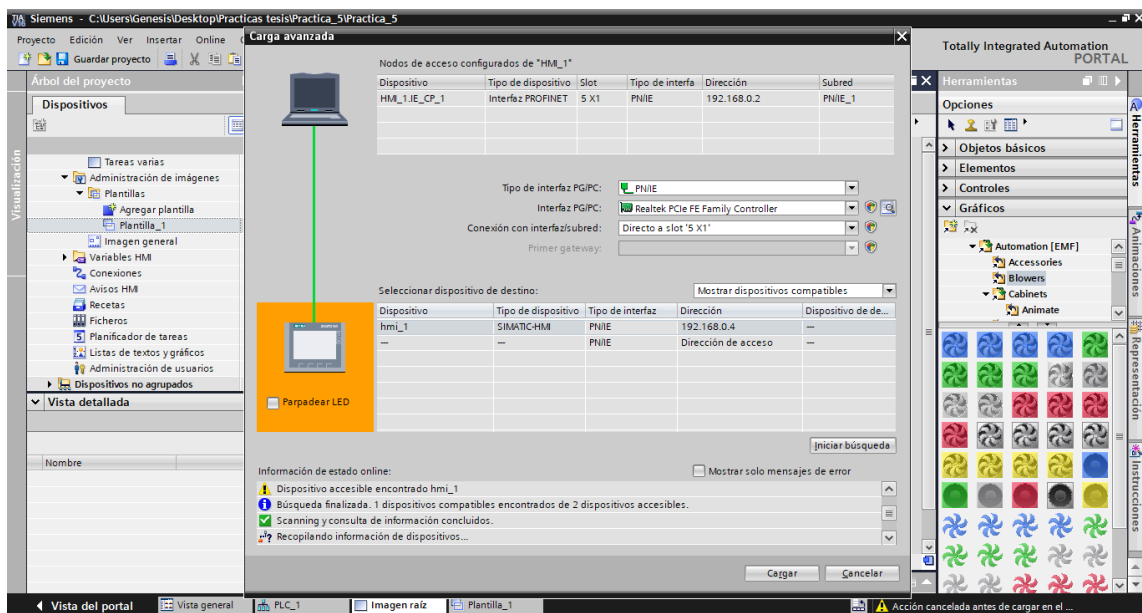 Siemens - C:\Users\Genesis\Desktop\Practicas tesis\Practica_5\Practica_5
Proyecto Edición Ver Insertar Online
Guardar proyecto
Totally Integrated Automation
PORTAL
Árbol del proyecto
Dispositivos
Visualización
Tareas varias
Administración de imágenes
Plantillas
Agregar plantilla
Plantilla_1
Imagen general
Variables HMI
Conexiones
Avisos HMI
Recetas
Ficheros
Planificador de tareas
Listas de textos y gráficos
Administración de usuarios
Dispositivos no agrupados
Vista detallada
Nombre
Carga avanzada
Nodos de acceso configurados de "HMI_1"
Dispositivo Tipo de dispositivo Slot Tipo de interfa Dirección Subred
HMI_1.IE_CP_1 Interfaz PROFINET 5 X1 PN/IE 192.168.0.2 PN/IE_1
Tipo de interfaz PG/PC: PN/IE
Interfaz PG/PC: Realtek PCIe FE Family Controller
Conexión con interfaz/subred: Directo a slot '5 X1'
Primer gateway:
Seleccionar dispositivo de destino: Mostrar dispositivos compatibles
Dispositivo Tipo de dispositivo Tipo de interfaz Dirección Dispositivo de de...
hmi_1 SIMATIC-HMI PN/IE 192.168.0.4 —
— — PN/IE Dirección de acceso —
Parpadear LED
Iniciar búsqueda
Información de estado online: Mostrar solo mensajes de error
Dispositivo accesible encontrado hmi_1
Búsqueda finalizada. 1 dispositivos compatibles encontrados de 2 dispositivos accesibles.
Scanning y consulta de información concluidos.
Recopilando información de dispositivos...
Cargar Cancelar
Herramientas
Opciones
Objetos básicos
Elementos
Controles
Gráficos
Automation [EMF]
Accessories
Blowers
Cabinets
Animate
Herramientas
Animaciones
Representación
Instrucciones
Vista del portal Vista general PLC_1 Imagen raíz Plantilla_1 Acción cancelada antes de cargar en el ...